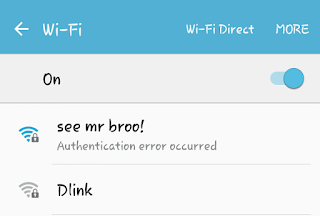 Wi-Fi Wi-Fi Direct MORE
On
see mr broo!
Authentication error occurred
Dlink